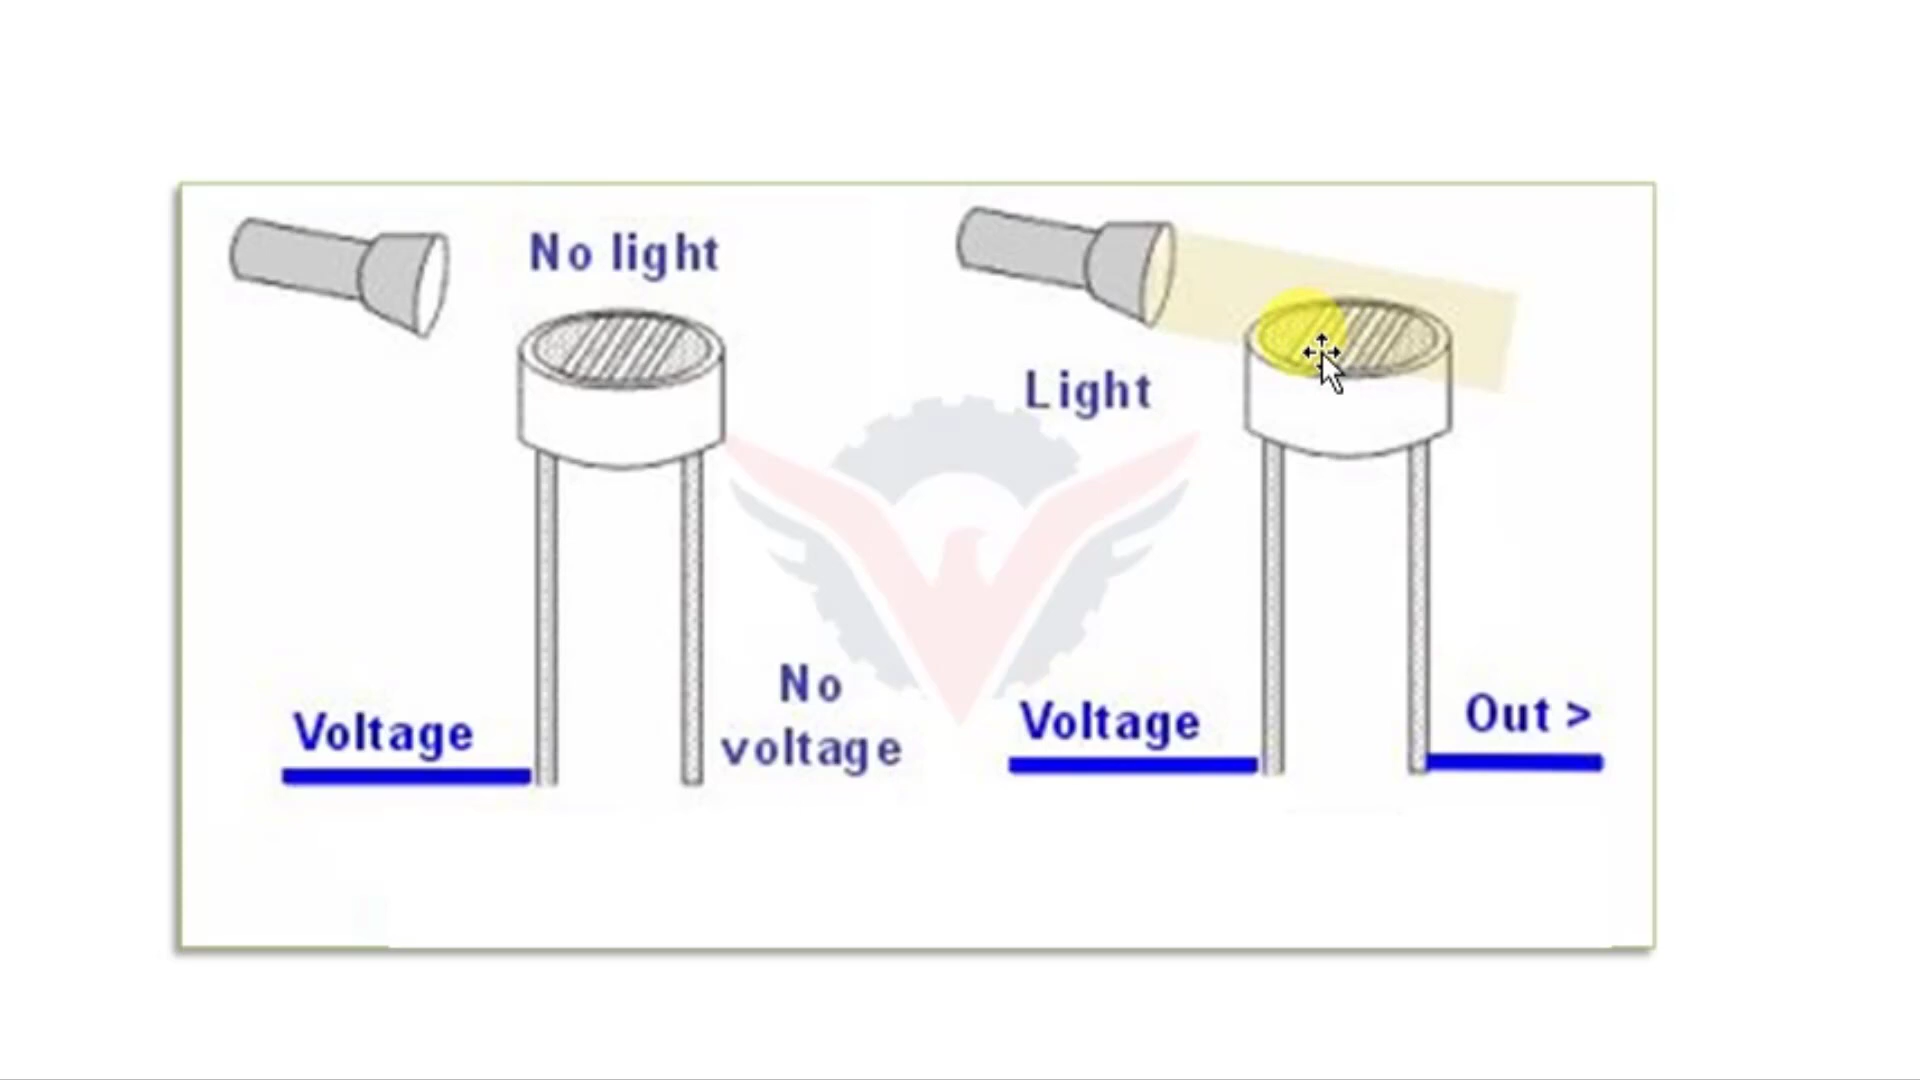 No light
Voltage
No
voltage
Light
Voltage
Out >